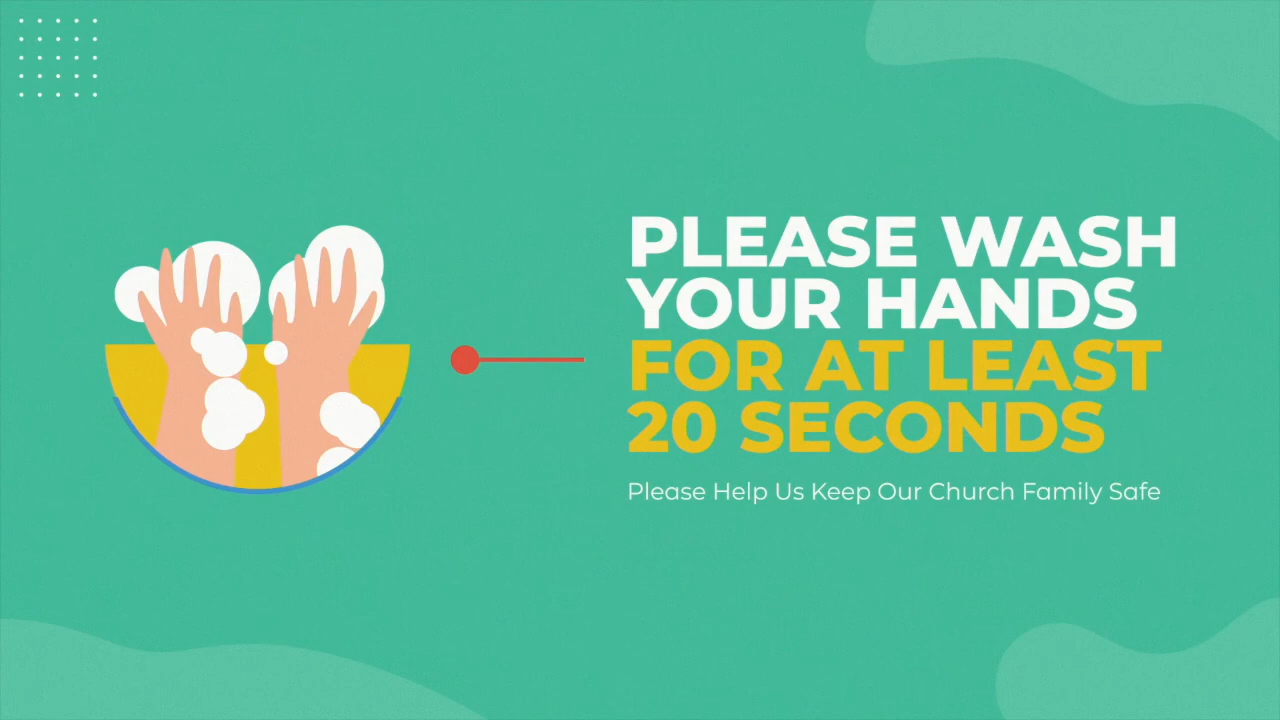 PLEASE WASH
YOUR HANDS
FOR AT LEAST
20 SECONDS
Please Help Us Keep Our Church Family Safe